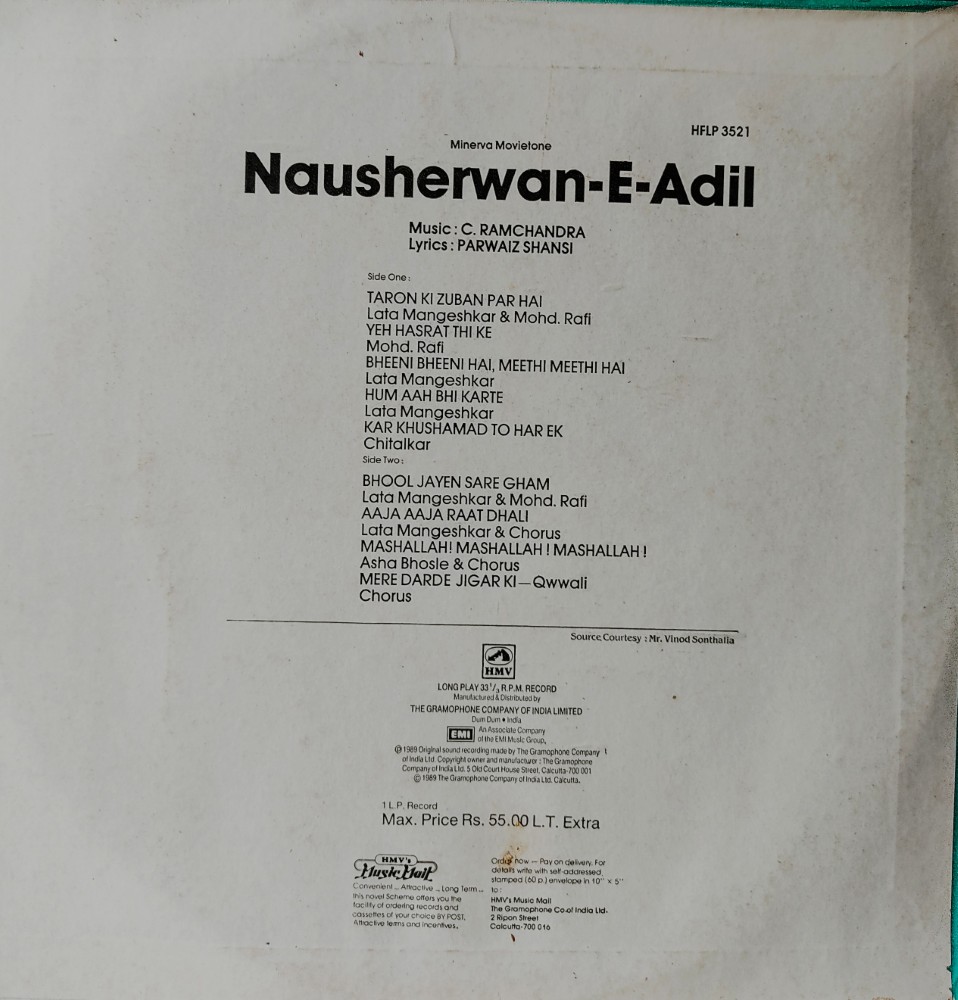 HFLP 3521
Minerva Movietone
Nausherwan-E-Adil
Music : C. RAMCHANDRA
Lyrics : PARWAIZ SHANSI
Side One :
TARON KI ZUBAN PAR HAI
Lata Mangeshkar & Mohd. Rafi
YEH HASRAT THI KE
Mohd. Rafi
BHEENI BHEENI HAI, MEETHI MEETHI HAI
Lata Mangeshkar
HUM AAH BHI KARTE
Lata Mangeshkar
KAR KHUSHAMAD TO HAR EK
Chitalkar
Side Two :
BHOOL JAYEN SARE GHAM
Lata Mangeshkar & Mohd. Rafi
AAJA AAJA RAAT DHALI
Lata Mangeshkar & Chorus
MASHALLAH! MASHALLAH ! MASHALLAH !
Asha Bhosle & Chorus
MERE DARDE JIGAR KI—Qwwali
Chorus
Source Courtesy : Mr. Vinod Sonthalia
HMV
LONG PLAY 33 1/3 R.P.M. RECORD
Manufactured & Distributed by
THE GRAMOPHONE COMPANY OF INDIA LIMITED
Dum Dum • India
EMI An Associate Company
of the EMI Music Group,
℗ 1989 Original sound recording made by The Gramophone Company
of India Ltd. Copyright owner and manufacturer : The Gramophone
Company of India Ltd. 5 Old Court House Street, Calcutta-700 001
© 1989 The Gramophone Company of India Ltd. Calcutta.
1 L.P. Record
Max. Price Rs. 55.00 L.T. Extra
HMV's
Music Mail
Convenient ... Attractive ... Long Term ...
this novel Scheme offers you the
facility of ordering records and
cassettes of your choice BY POST,
Attractive terms and incentives.
Order now — Pay on delivery. For
details write with self-addressed,
stamped (60 p.) envelope in 10" x 5"
to :
HMV's Music Mail
The Gramophone Co. of India Ltd.
2 Ripon Street
Calcutta-700 016